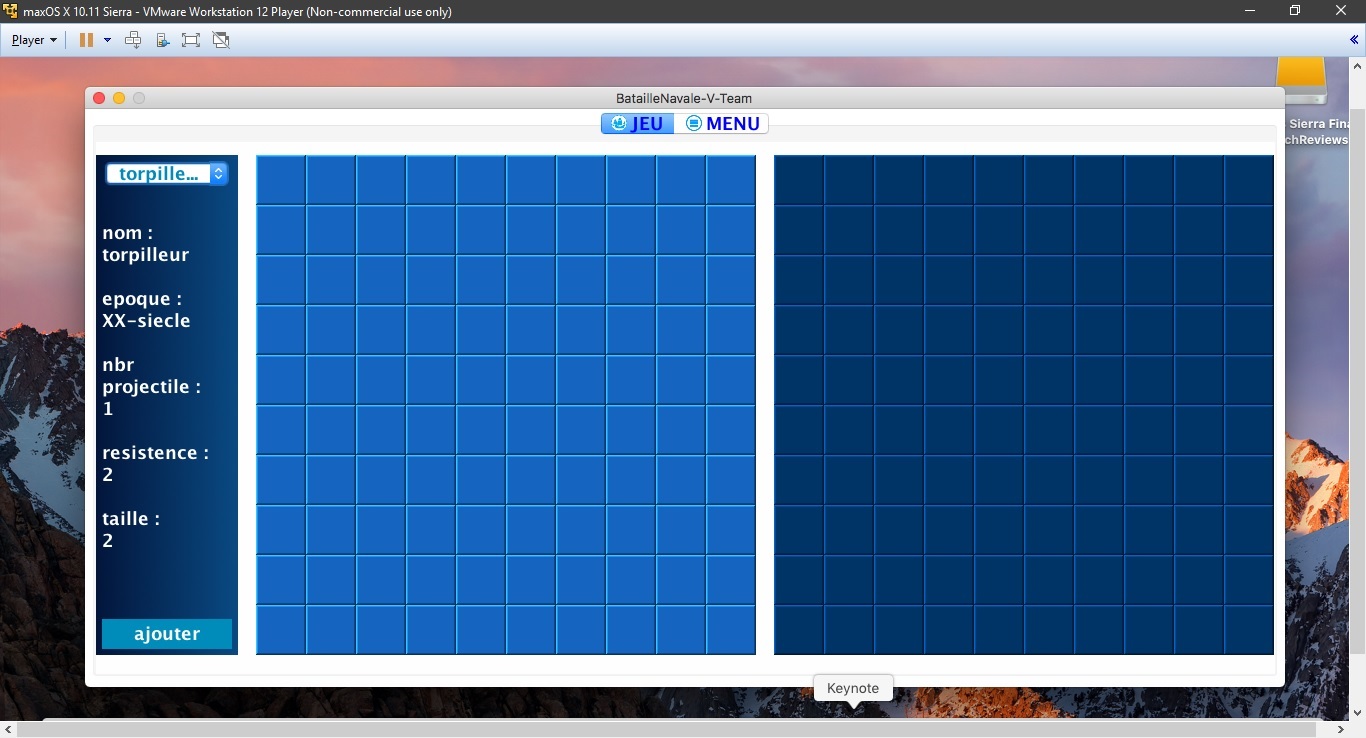 maxOS X 10.11 Sierra - VMware Workstation 12 Player (Non-commercial use only)
Player
BatailleNavale-V-Team
JEU MENU
Sierra Fina
chReviews
torpille...
nom :
torpilleur
epoque :
XX-siecle
nbr
projectile :
1
resistence :
2
taille :
2
ajouter
Keynote